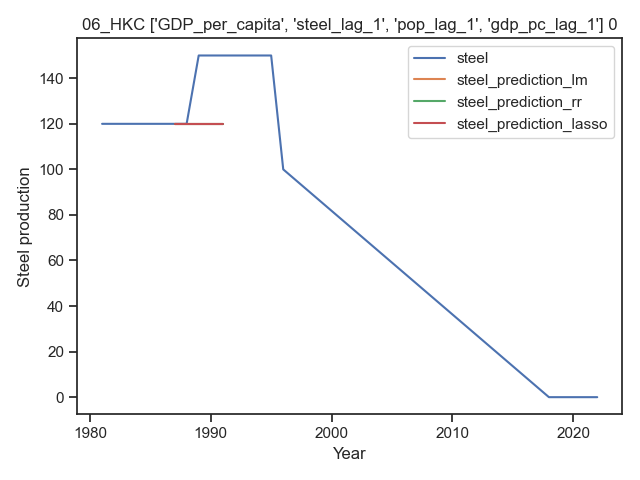 06_HKC ['GDP_per_capita', 'steel_lag_1', 'pop_lag_1', 'gdp_pc_lag_1'] 0
steel
steel_prediction_lm
steel_prediction_rr
steel_prediction_lasso
Steel production
140
120
100
80
60
40
20
0
1980
1990
2000
2010
2020
Year